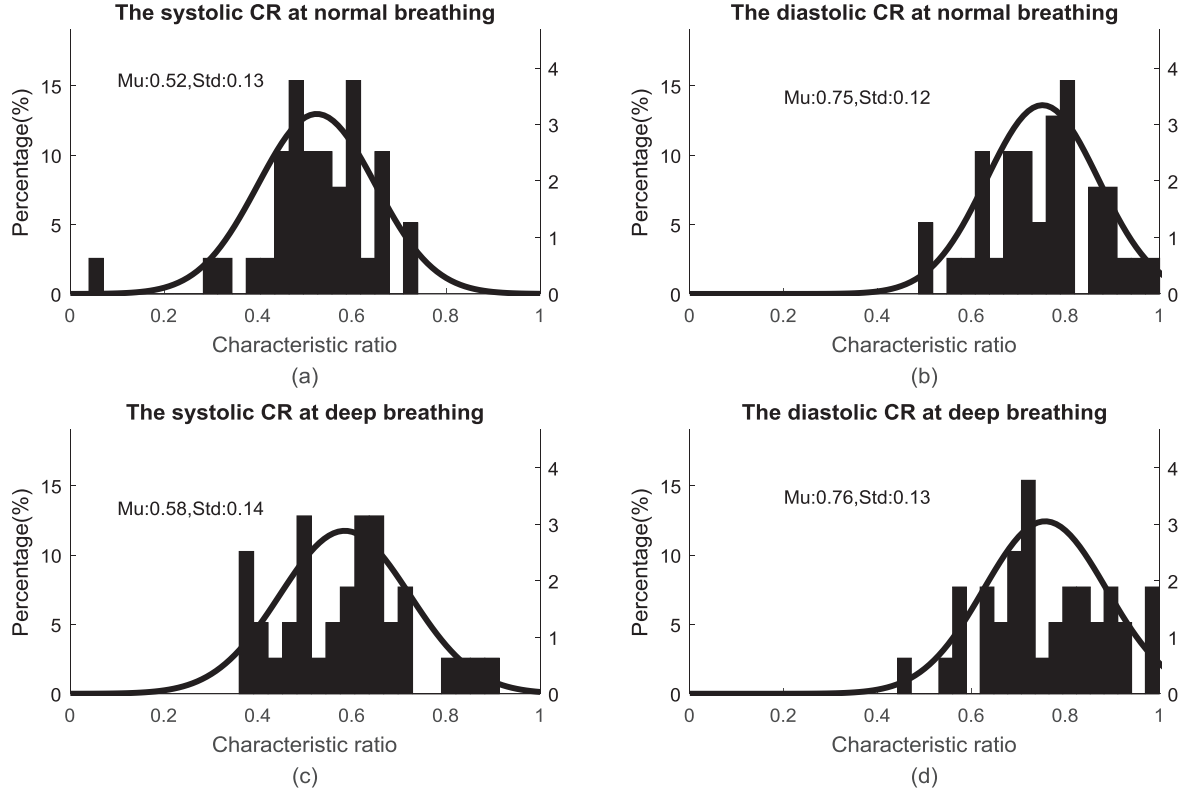 The systolic CR at normal breathing
Mu:0.52,Std:0.13
Percentage(%)
15
10
5
0
4
3
2
1
0
0 0.2 0.4 0.6 0.8 1
Characteristic ratio
(a)
The diastolic CR at normal breathing
Mu:0.75,Std:0.12
Percentage(%)
15
10
5
0
4
3
2
1
0
0 0.2 0.4 0.6 0.8 1
Characteristic ratio
(b)
The systolic CR at deep breathing
Mu:0.58,Std:0.14
Percentage(%)
15
10
5
0
4
3
2
1
0
0 0.2 0.4 0.6 0.8 1
Characteristic ratio
(c)
The diastolic CR at deep breathing
Mu:0.76,Std:0.13
Percentage(%)
15
10
5
0
4
3
2
1
0
0 0.2 0.4 0.6 0.8 1
Characteristic ratio
(d)